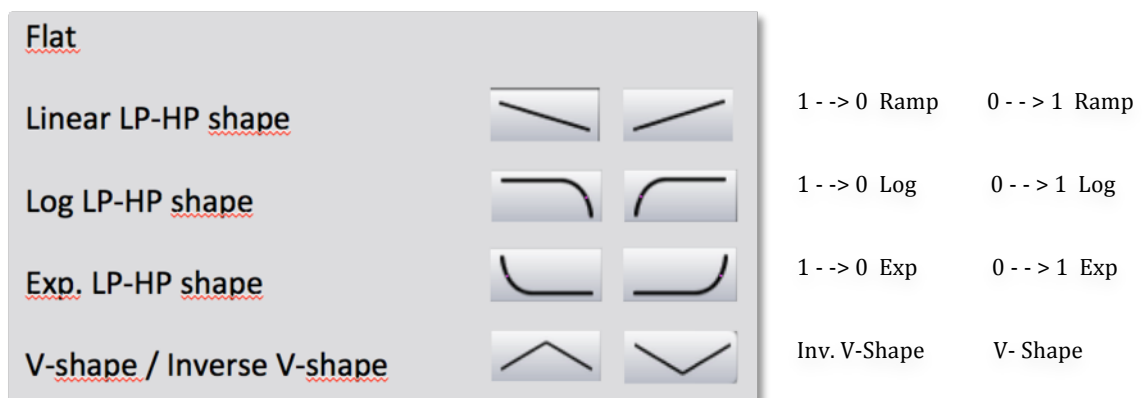 Flat
Linear LP-HP shape 1 - -> 0 Ramp 0 - - > 1 Ramp
Log LP-HP shape 1 - -> 0 Log 0 - - > 1 Log
Exp. LP-HP shape 1 - -> 0 Exp 0 - - > 1 Exp
V-shape / Inverse V-shape Inv. V-Shape V- Shape